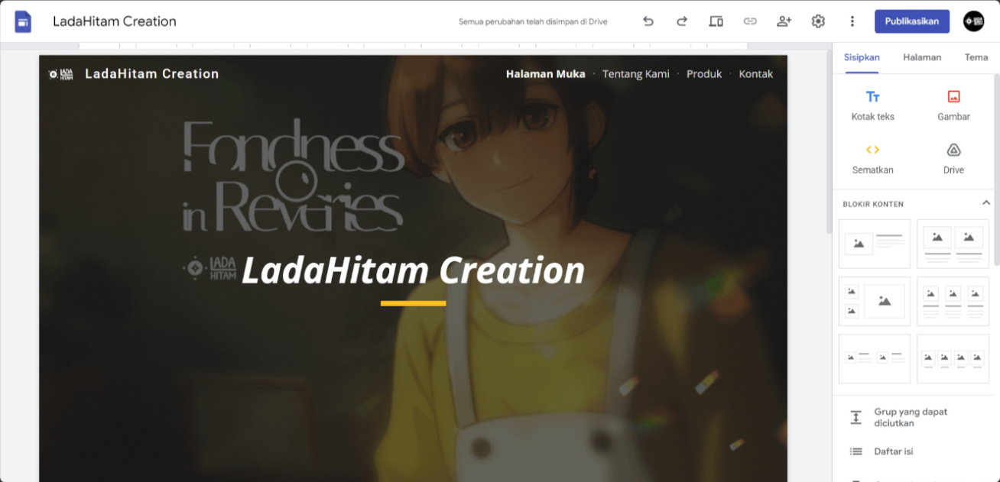 LadaHitam Creation
Semua perubahan telah disimpan di Drive
Publikasikan
LADA HITAM
LadaHitam Creation
Halaman Muka · Tentang Kami · Produk · Kontak
Fondness
in Reveries
LADA
HITAM
LadaHitam Creation
Sisipkan
Halaman
Tema
Kotak teks
Gambar
Sematkan
Drive
BLOKIR KONTEN
Grup yang dapat
diciutkan
Daftar isi